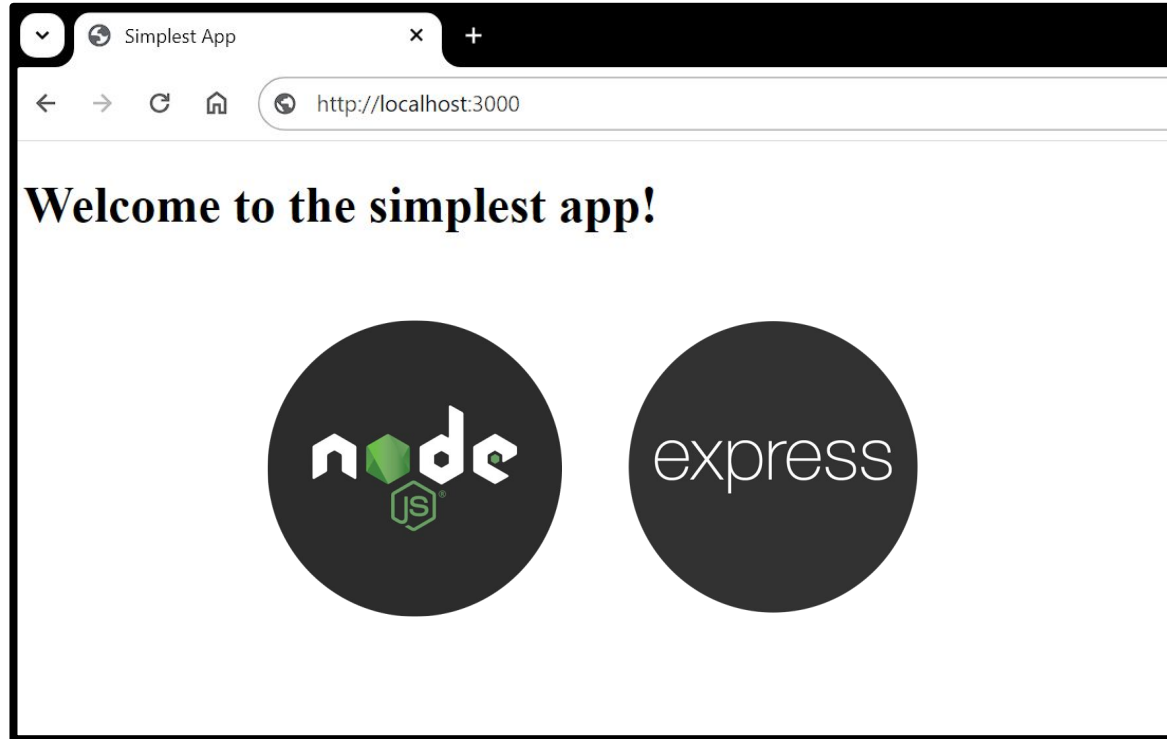 Simplest App
http://localhost:3000
Welcome to the simplest app!
node
JS®
express